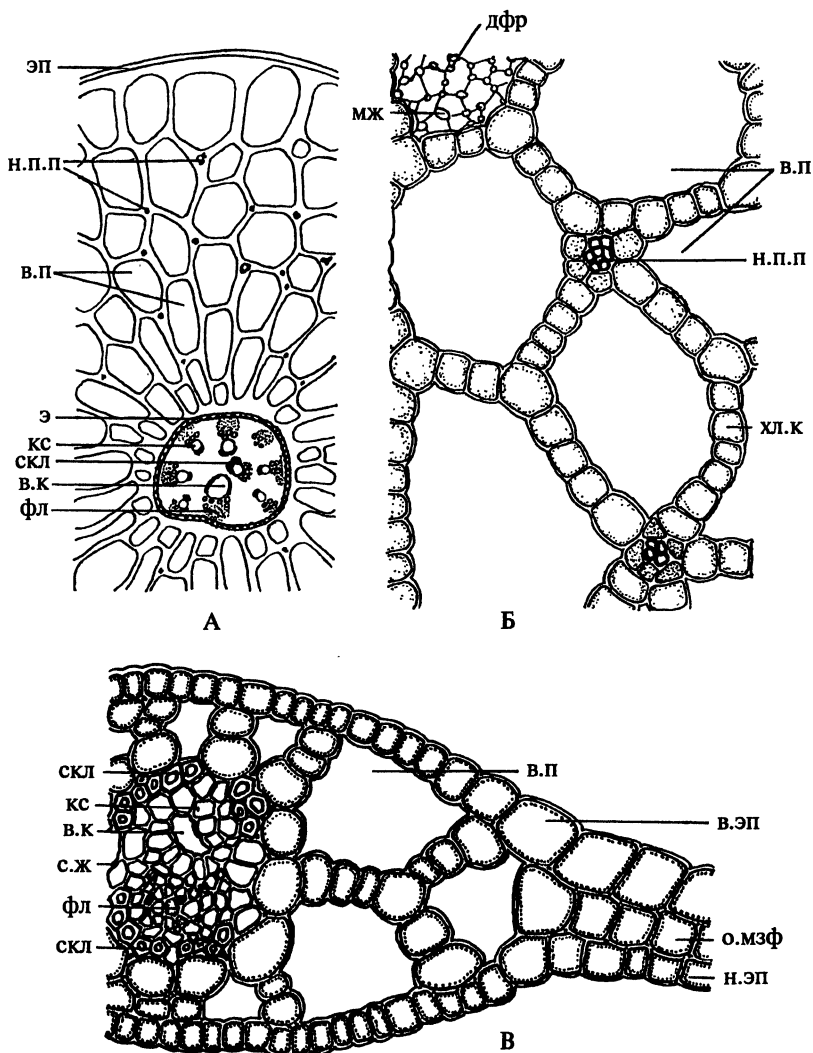 эп
н.п.п
в.п
э
кс
скл
в.к
фл
А
дфр
мж
в.п
н.п.п
хл.к
Б
скл
кс
в.к
с.ж
фл
скл
в.п
в.эп
о.мзф
н.эп
В